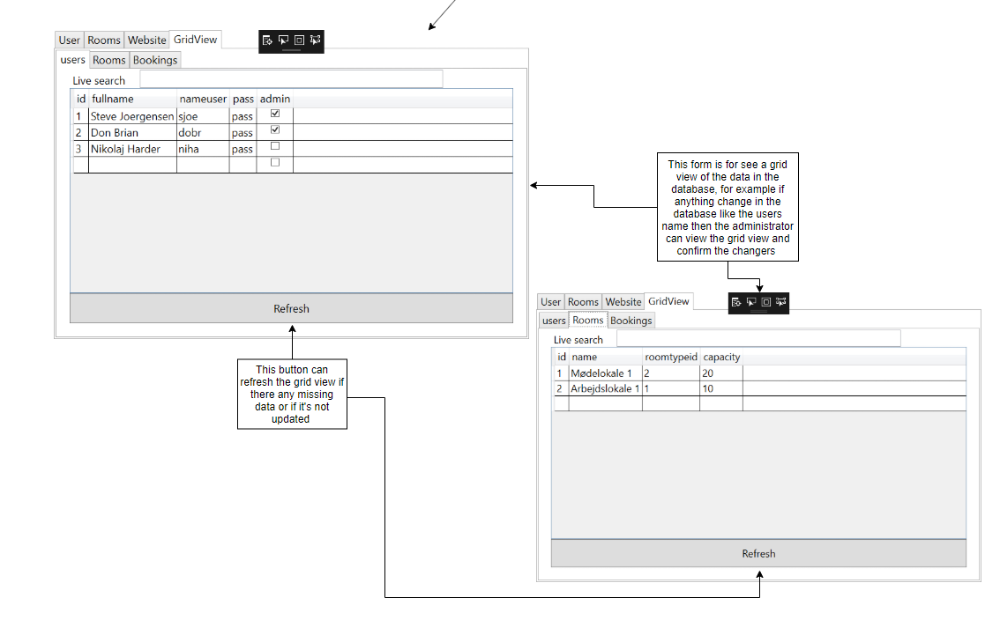 User Rooms Website GridView
users Rooms Bookings
Live search
id fullname nameuser pass admin
1 Steve Joergensen sjoe pass
2 Don Brian dobr pass
3 Nikolaj Harder niha pass
Refresh
This form is for see a grid
view of the data in the
database, for example if
anything change in the
database like the users
name then the administrator
can view the grid view and
confirm the changers
This button can
refresh the grid view if
there any missing
data or if it's not
updated
User Rooms Website GridView
users Rooms Bookings
Live search
id name roomtypeid capacity
1 Mødelokale 1 2 20
2 Arbejdslokale 1 1 10
Refresh